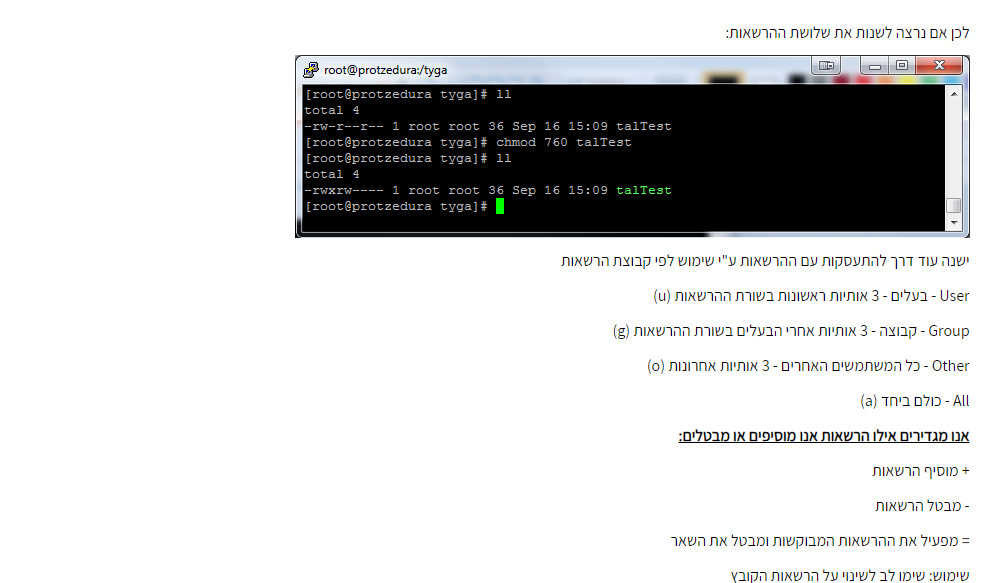 לכן אם נרצה לשנות את שלושת ההרשאות:
root@protzedura:/tyga
[root@protzedura tyga]# ll
total 4
-rw-r--r-- 1 root root 36 Sep 16 15:09 talTest
[root@protzedura tyga]# chmod 760 talTest
[root@protzedura tyga]# ll
total 4
-rwxrw---- 1 root root 36 Sep 16 15:09 talTest
[root@protzedura tyga]#
ישנה עוד דרך להתעסקות עם ההרשאות ע"י שימוש לפי קבוצת הרשאות
User - בעלים - 3 אותיות ראשונות בשורת ההרשאות (u)
Group - קבוצה - 3 אותיות אחרי הבעלים בשורת ההרשאות (g)
Other - כל המשתמשים האחרים - 3 אותיות אחרונות (o)
All - כולם ביחד (a)
אנו מגדירים אילו הרשאות אנו מוסיפים או מבטלים:
+ מוסיף הרשאות
- מבטל הרשאות
= מפעיל את ההרשאות המבוקשות ומבטל את השאר
שימוש: שימו לב לשינוי על הרשאות הקובץ